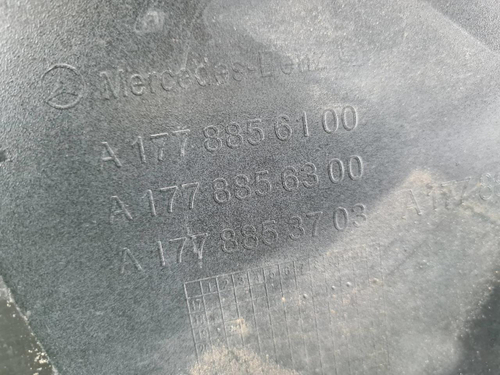 Mercedes-Benz
A 177 885 61 00
A 177 885 63 00
A 177 885 37 03